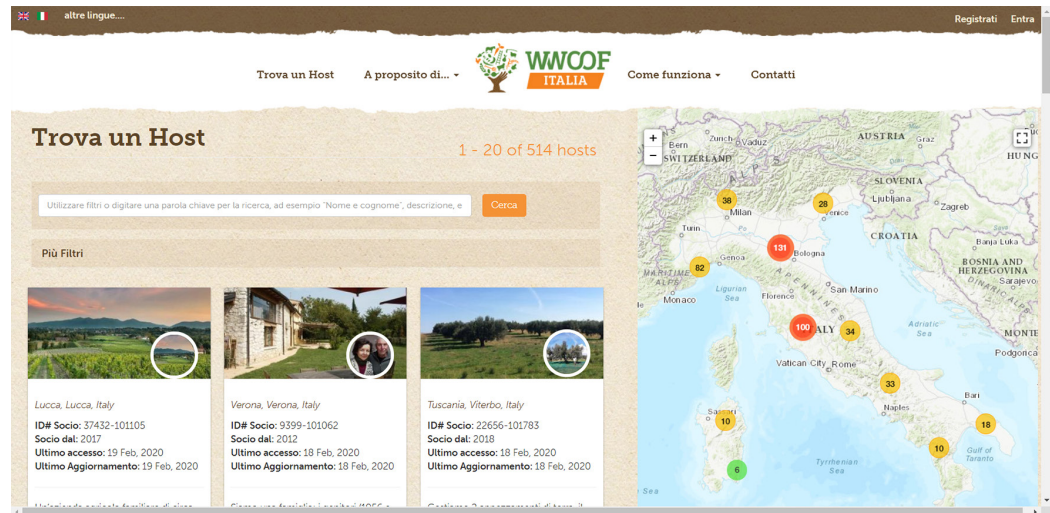 altre lingue....
Registrati Entra
Trova un Host A proposito di... WWOOF ITALIA Come funziona Contatti
Trova un Host
1 - 20 of 514 hosts
Utilizzare filtri o digitare una parola chiave per la ricerca, ad esempio "Nome e cognome", descrizione, e
Cerca
Più Filtri
Lucca, Lucca, Italy
ID# Socio: 37432-101105
Socio dal: 2017
Ultimo accesso: 19 Feb, 2020
Ultimo Aggiornamento: 19 Feb, 2020
Verona, Verona, Italy
ID# Socio: 9399-101062
Socio dal: 2012
Ultimo accesso: 18 Feb, 2020
Ultimo Aggiornamento: 18 Feb, 2020
Tuscania, Viterbo, Italy
ID# Socio: 22656-101783
Socio dal: 2018
Ultimo accesso: 18 Feb, 2020
Ultimo Aggiornamento: 18 Feb, 2020
+
−
Bern
Zurich
Vaduz
AUSTRIA
Graz
SWITZERLAND
ALPS
HUNG
SLOVENIA
38
Milan
28
Venice
Ljubljana
Zagreb
Turin
Po
131
Bologna
CROATIA
Banja Luka
82
Genoa
MARITIME ALPS
BOSNIA AND HERZEGOVINA
Sarajevo
Monaco
Ligurian Sea
Florence
APENNINES
San Marino
DINARIC
100
ALY
34
Adriatic Sea
MONTE
Podgorica
Vatican City
Rome
33
Naples
Bari
18
Sassari
10
10
Gulf of Taranto
6
Tyrrhenian Sea
Sea